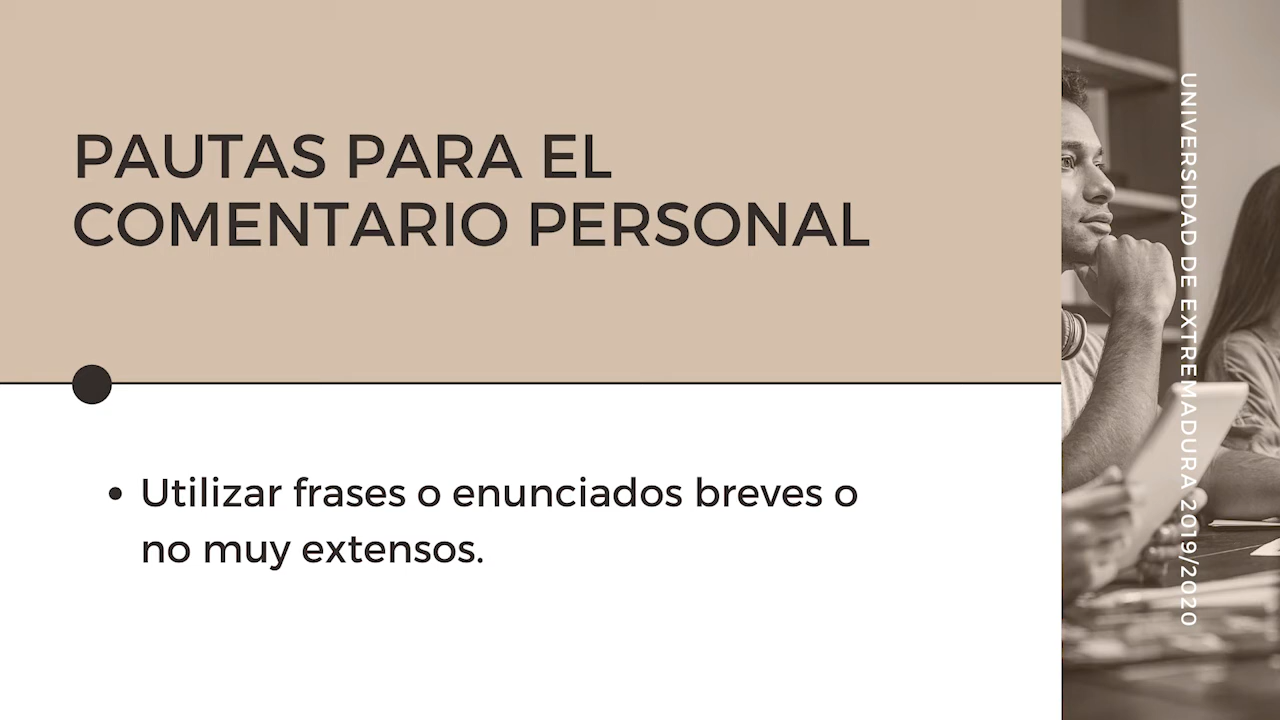 PAUTAS PARA EL
COMENTARIO PERSONAL
• Utilizar frases o enunciados breves o
no muy extensos.
UNIVERSIDAD DE EXTREMADURA 2019/2020